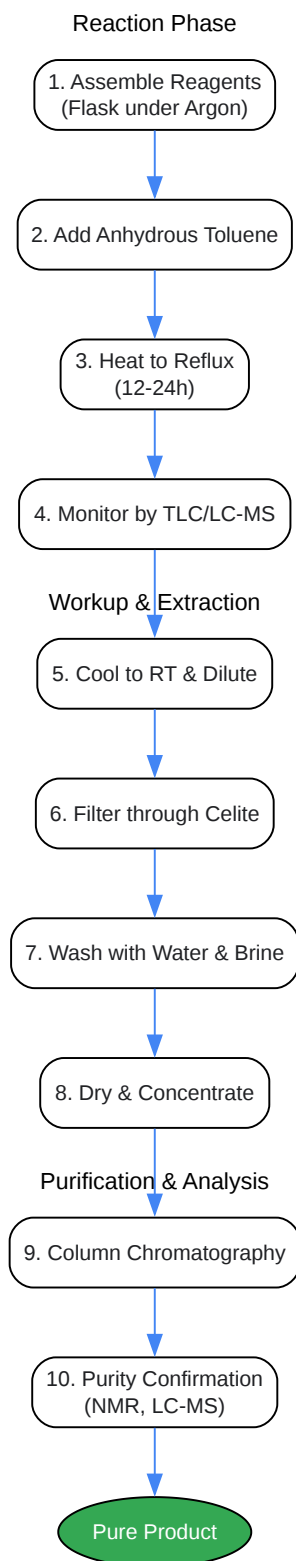 Reaction Phase
1. Assemble Reagents
(Flask under Argon)
2. Add Anhydrous Toluene
3. Heat to Reflux
(12-24h)
4. Monitor by TLC/LC-MS
Workup & Extraction
5. Cool to RT & Dilute
6. Filter through Celite
7. Wash with Water & Brine
8. Dry & Concentrate
Purification & Analysis
9. Column Chromatography
10. Purity Confirmation
(NMR, LC-MS)
Pure Product